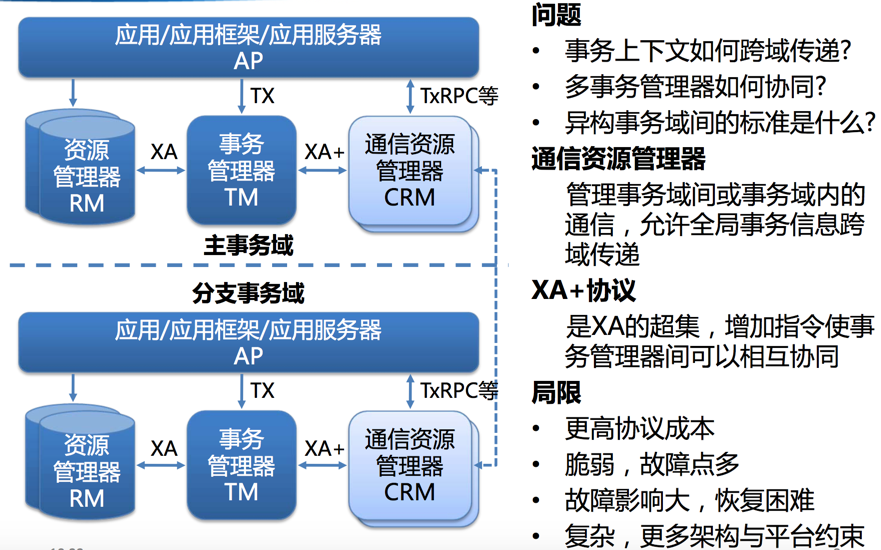 应用/应用框架/应用服务器
AP
TX
TxRPC等
资源
管理器
RM
XA
事务
管理器
TM
XA+
通信资源
管理器
CRM
主事务域
分支事务域
应用/应用框架/应用服务器
AP
TX
TxRPC等
资源
管理器
RM
XA
事务
管理器
TM
XA+
通信资源
管理器
CRM
问题
• 事务上下文如何跨域传递?
• 多事务管理器如何协同?
• 异构事务域间的标准是什么?
通信资源管理器
管理事务域间或事务域内的
通信，允许全局事务信息跨
域传递
XA+协议
是XA的超集，增加指令使事
务管理器间可以相互协同
局限
• 更高协议成本
• 脆弱，故障点多
• 故障影响大，恢复困难
• 复杂，更多架构与平台约束